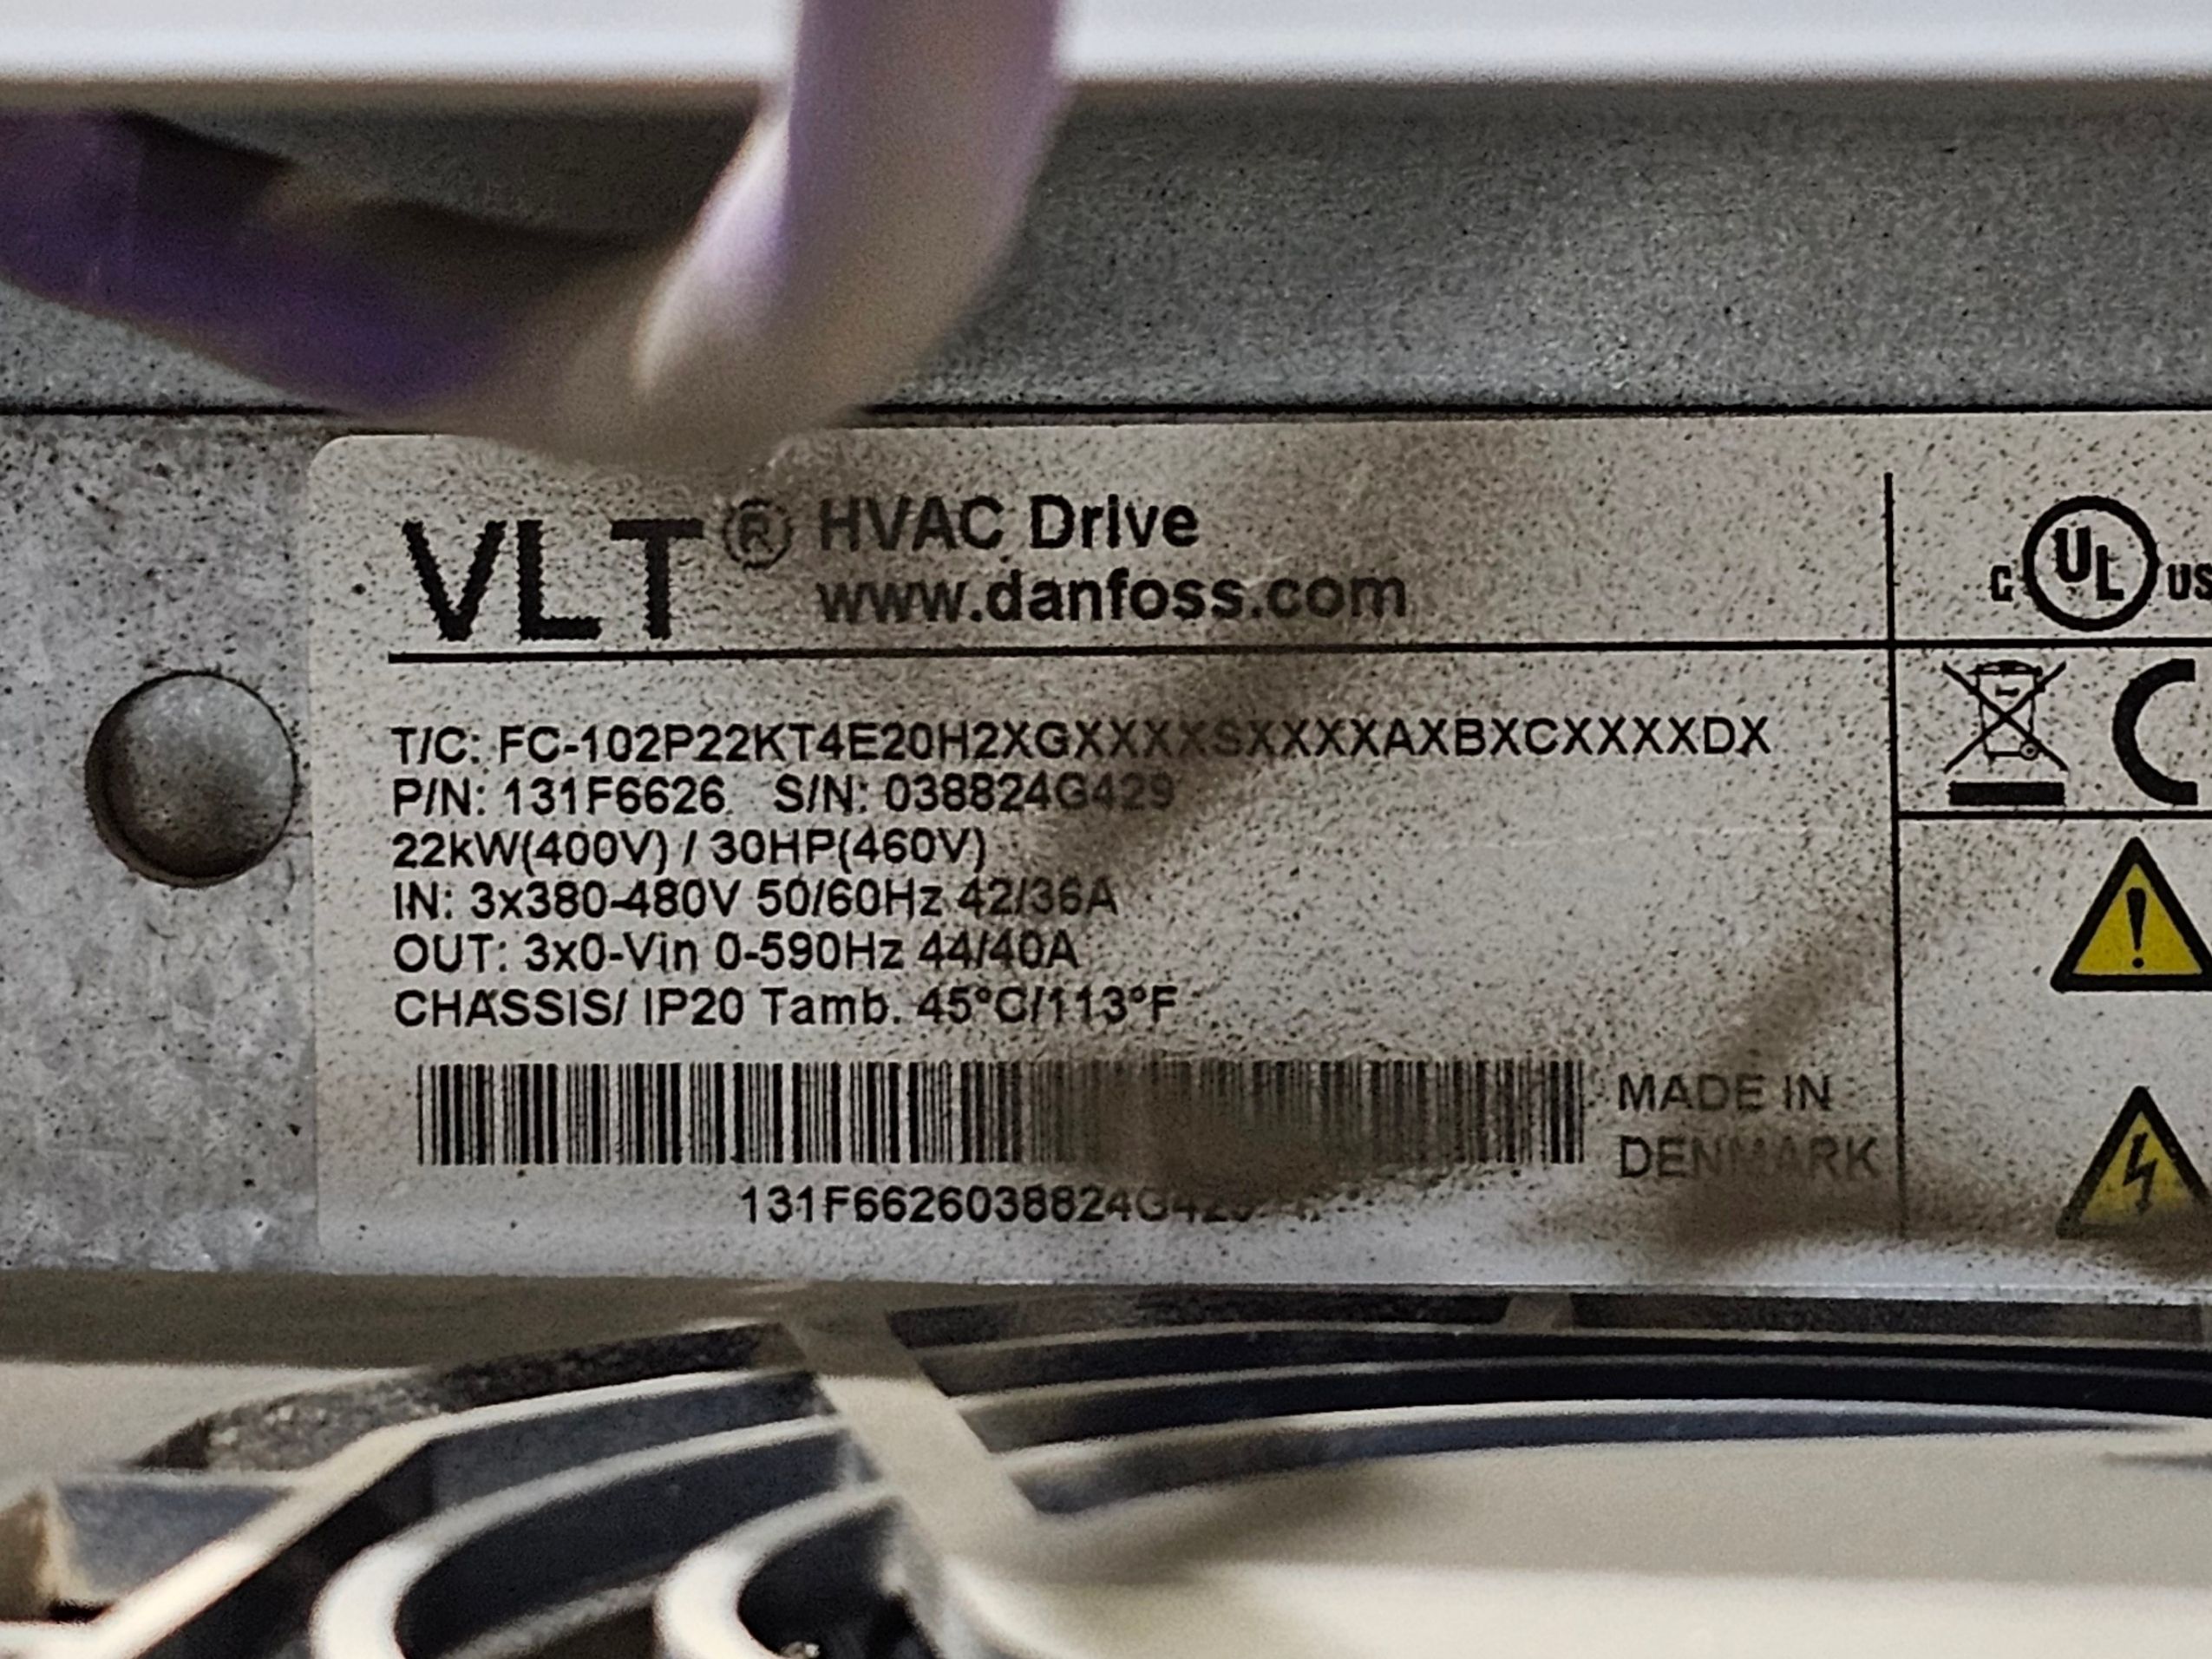 VLT® HVAC Drive
www.danfoss.com
C UL US
T/C: FC-102P22KT4E20H2XGXXXXSXXXXAXBXCXXXXDX
P/N: 131F6626 S/N: 038824G429
22kW(400V) / 30HP(460V)
IN: 3x380-480V 50/60Hz 42/36A
OUT: 3x0-Vin 0-590Hz 44/40A
CHASSIS/ IP20 Tamb. 45°C/113°F
MADE IN
DENMARK